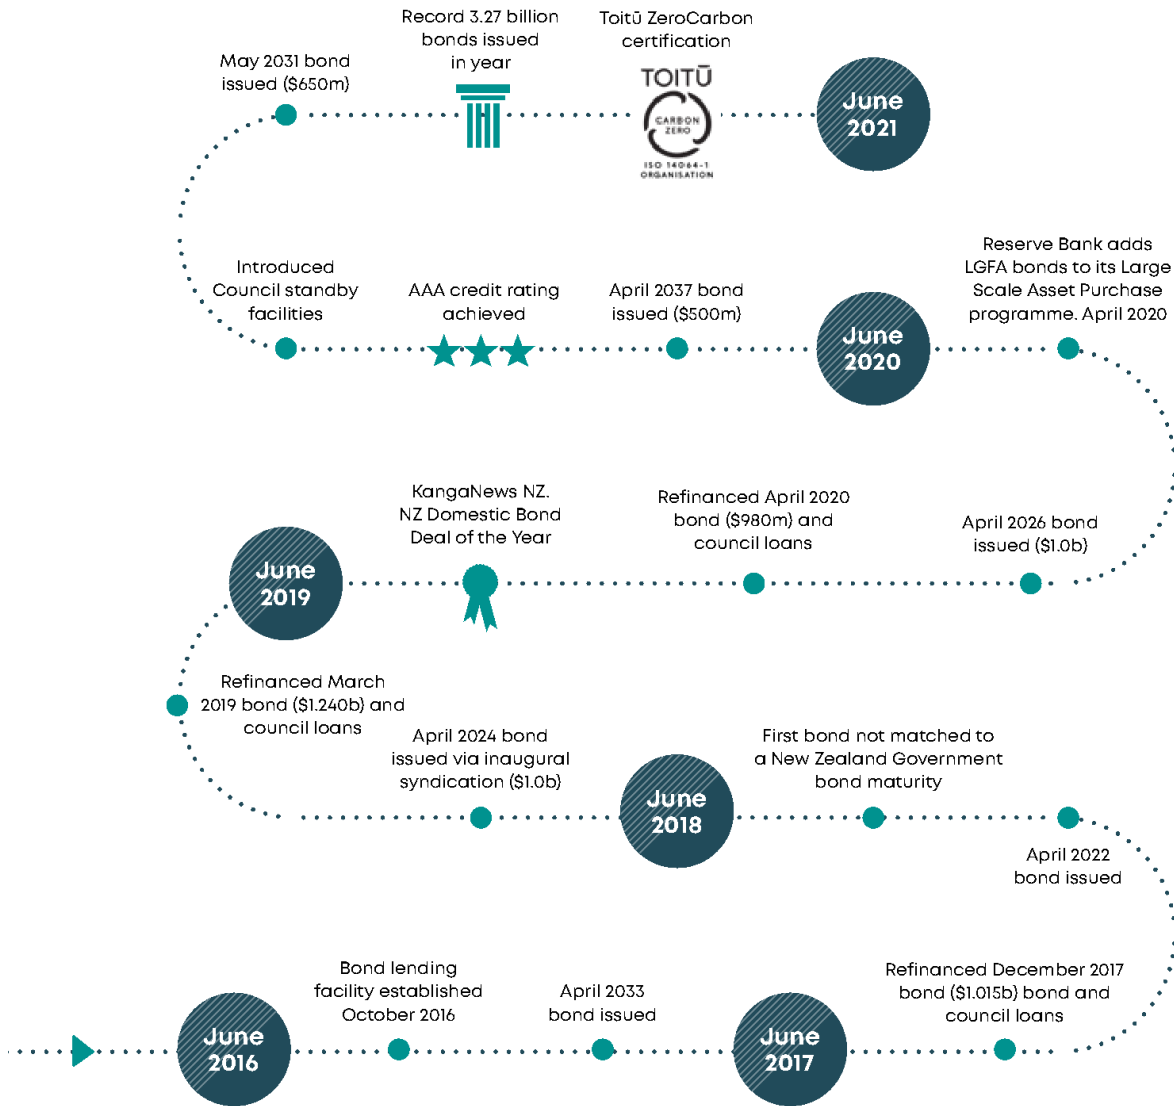 May 2031 bond
issued ($650m)
Record 3.27 billion
bonds issued
in year
Toitū ZeroCarbon
certification
TOITŪ
CARBON
ZERO
ISO 14064-1
ORGANISATION
June
2021
Introduced
Council standby
facilities
AAA credit rating
achieved
April 2037 bond
issued ($500m)
June
2020
Reserve Bank adds
LGFA bonds to its Large
Scale Asset Purchase
programme. April 2020
June
2019
KangaNews NZ.
NZ Domestic Bond
Deal of the Year
Refinanced April 2020
bond ($980m) and
council loans
April 2026 bond
issued ($1.0b)
Refinanced March
2019 bond ($1.240b) and
council loans
April 2024 bond
issued via inaugural
syndication ($1.0b)
June
2018
First bond not matched to
a New Zealand Government
bond maturity
April 2022
bond issued
June
2016
Bond lending
facility established
October 2016
April 2033
bond issued
June
2017
Refinanced December 2017
bond ($1.015b) bond and
council loans